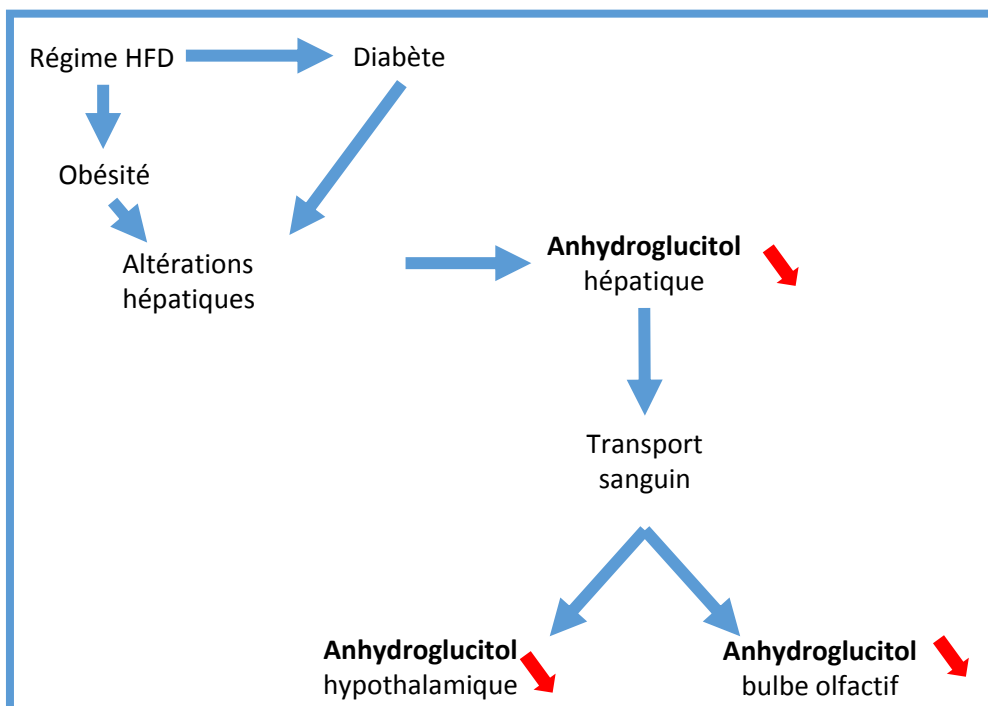 Régime HFD
Diabète
Obésité
Altérations
hépatiques
Anhydroglucitol
hépatique
Transport
sanguin
Anhydroglucitol
hypothalamique
Anhydroglucitol
bulbe olfactif